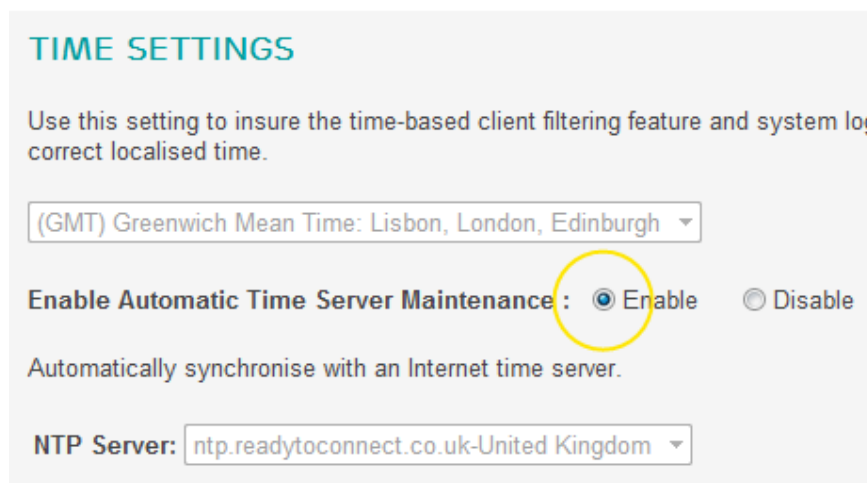 TIME SETTINGS
Use this setting to insure the time-based client filtering feature and system
correct localised time.
(GMT) Greenwich Mean Time: Lisbon, London, Edinburgh
Enable Automatic Time Server Maintenance : Enable Disable
Automatically synchronise with an Internet time server.
NTP Server: ntp.readytoconnect.co.uk-United Kingdom